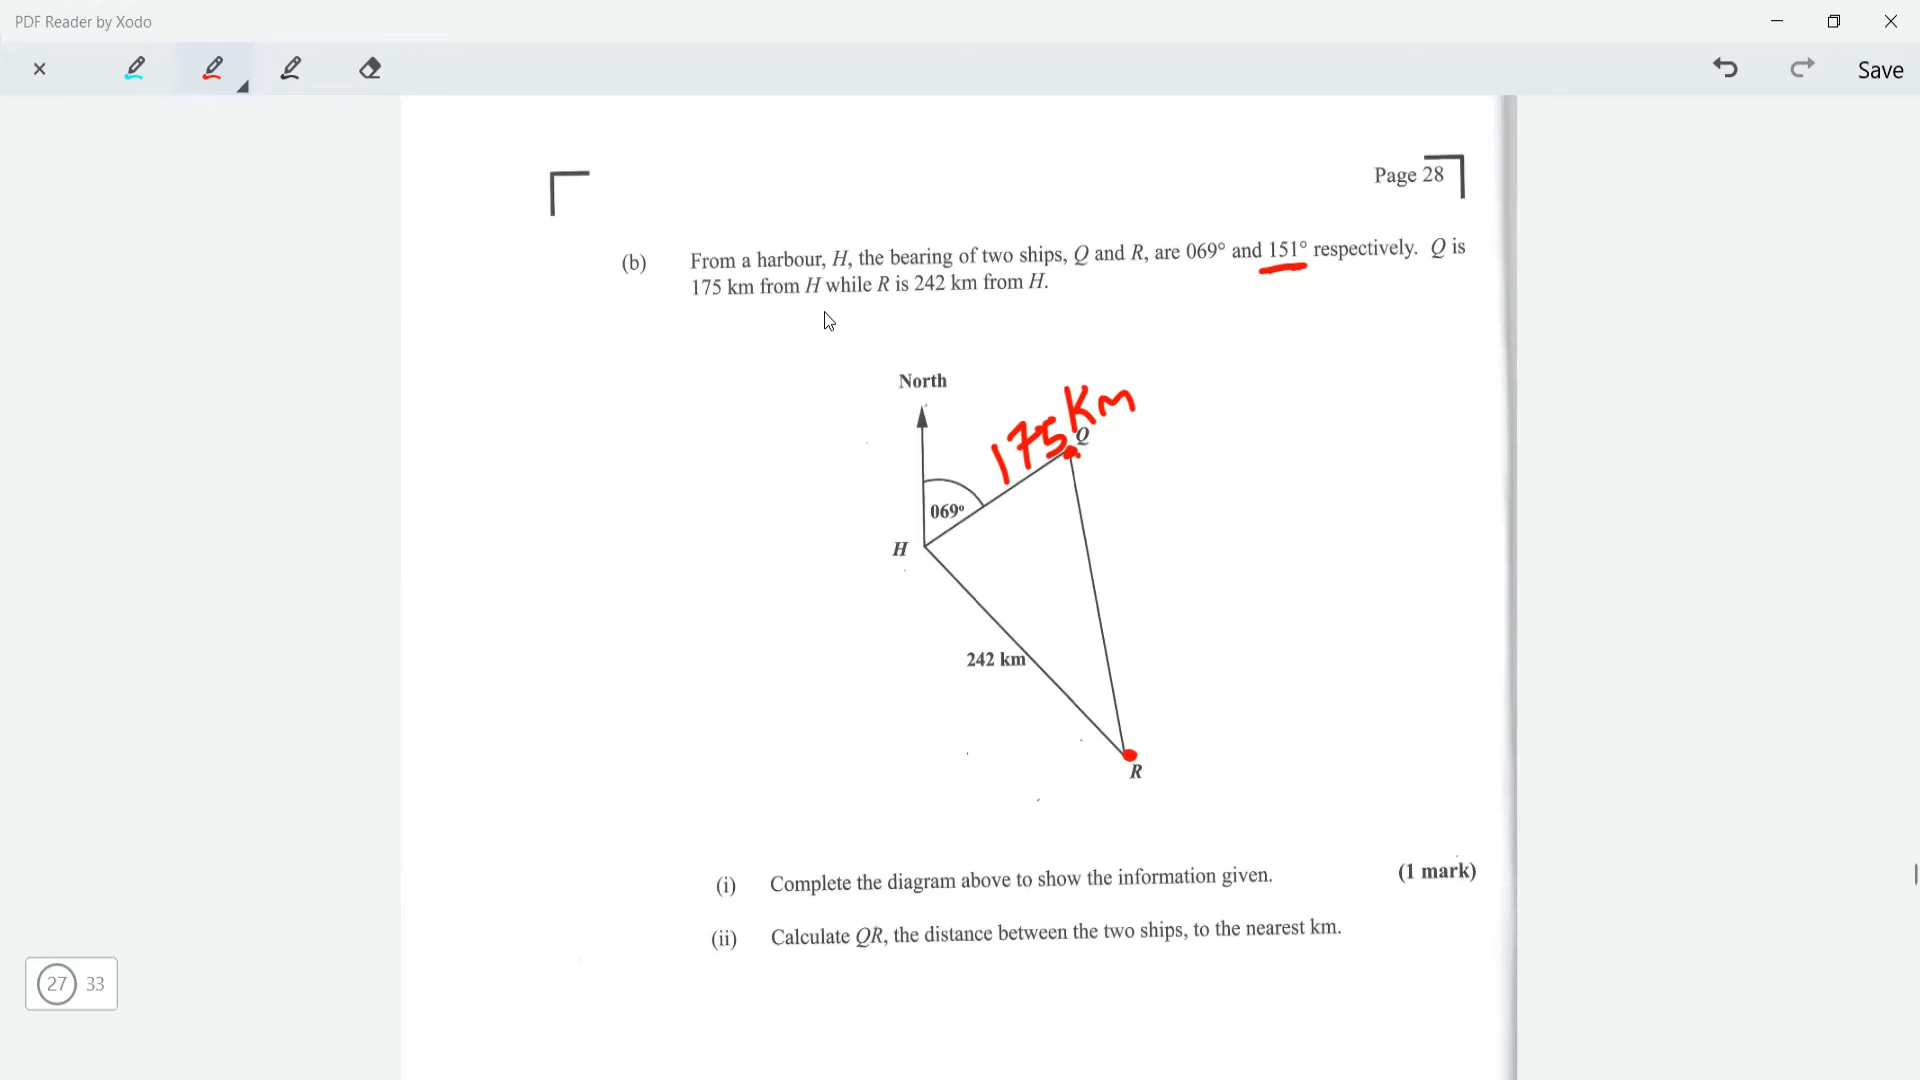 PDF Reader by Xodo
Save
Page 28
(b) From a harbour, H, the bearing of two ships, Q and R, are 069° and 151° respectively. Q is
175 km from H while R is 242 km from H.
North
175 Km
Q
069°
H
242 km
R
(i) Complete the diagram above to show the information given. (1 mark)
(ii) Calculate QR, the distance between the two ships, to the nearest km.
27 33